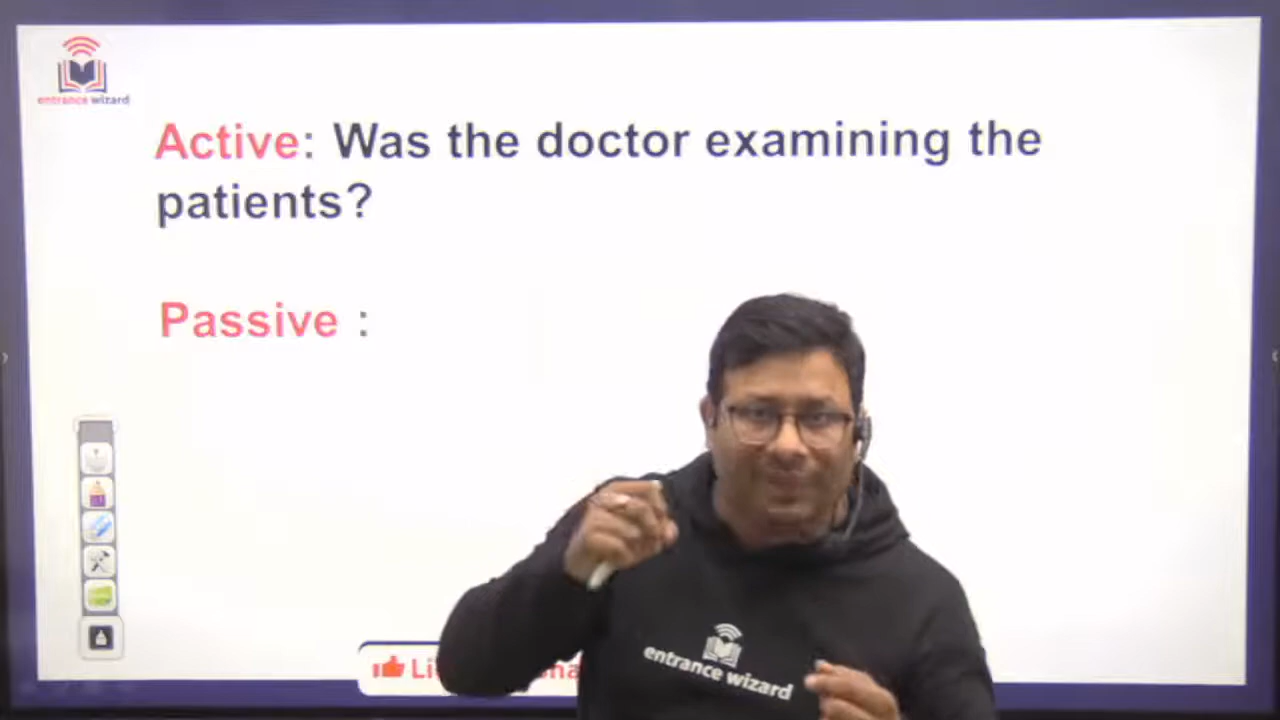 entrance wizard
Active: Was the doctor examining the
patients?
Passive :
entrance wizard